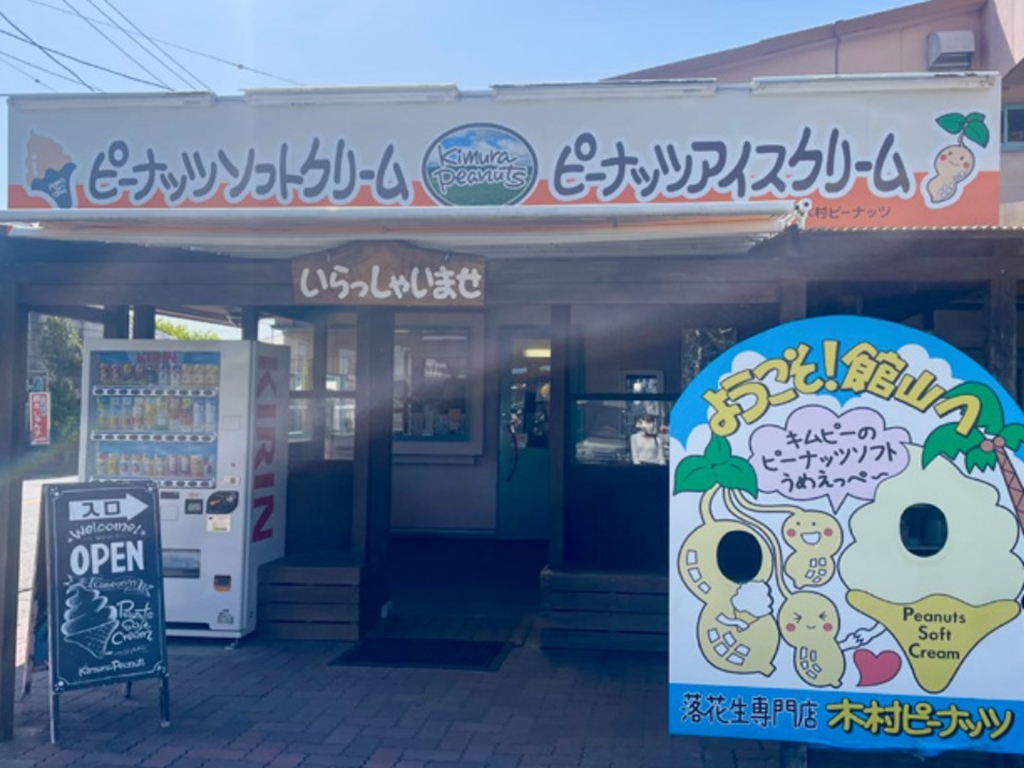 ピーナッツソフトクリーム
Kimura
Peanuts
ピーナッツアイスクリーム
木村ピーナッツ
いらっしゃいませ
KIRIN
KIRIN
入口
Welcome!
OPEN
Cream
Kimura Peanuts
ようこそ!館山へ
キムピーの
ピーナッツソフト
うめえっぺ〜
Peanuts
Soft
Cream
落花生専門店 木村ピーナッツ